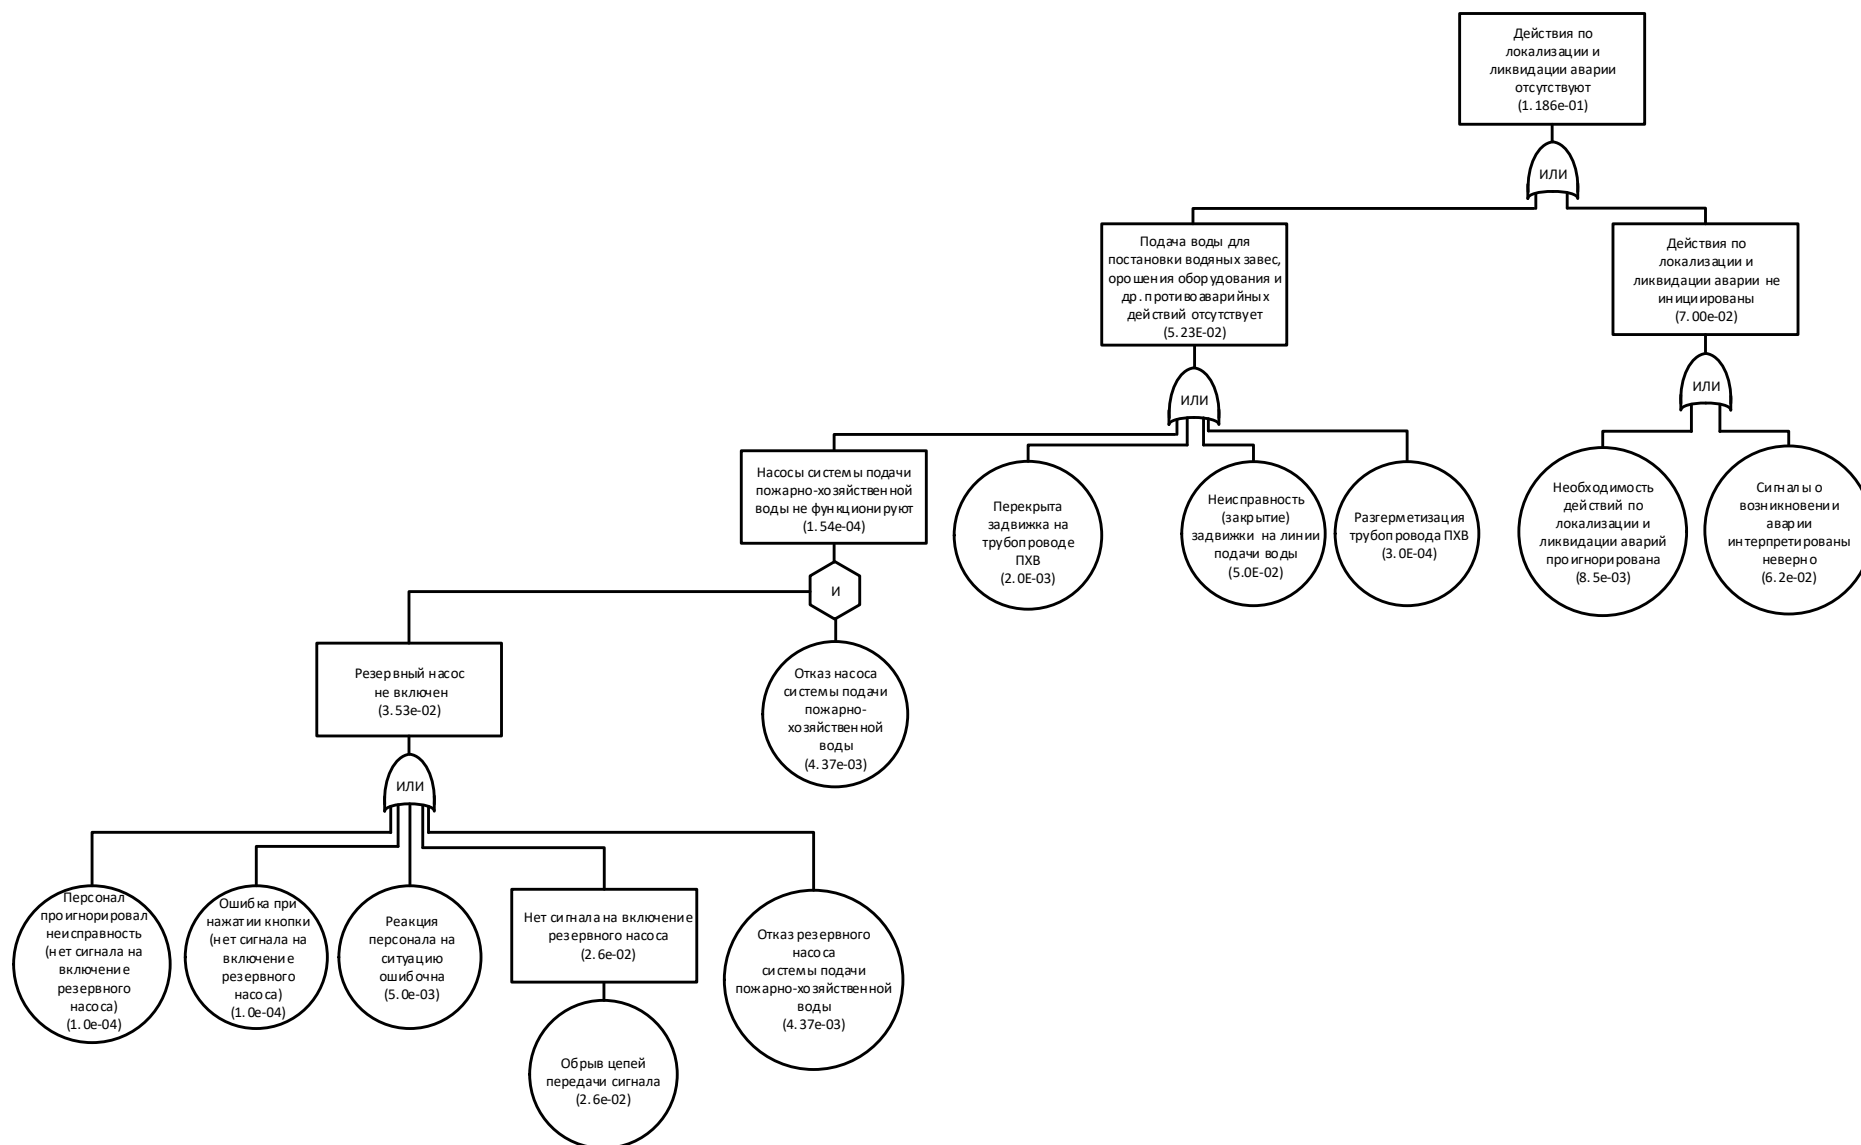 Действия по
локализации и
ликвидации аварии
отсутствуют
(1.186e-01)
ИЛИ
Подача воды для
постановки водяных завес,
орошения оборудования и
др. противоаварийных
действий отсутствует
(5.23E-02)
Действия по
локализации и
ликвидации аварии не
инициированы
(7.00e-02)
ИЛИ
ИЛИ
Насосы системы подачи
пожарно-хозяйственной
воды не функционируют
(1.54e-04)
Перекрыта
задвижка на
трубопроводе
ПХВ
(2.0E-03)
Неисправность
(закрытие)
задвижки на линии
подачи воды
(5.0E-02)
Разгерметизация
трубопровода ПХВ
(3.0E-04)
Необходимость
действий по
локализации и
ликвидации аварий
проигнорирована
(8.5e-03)
Сигналы о
возникновении
аварии
интерпретированы
неверно
(6.2e-02)
И
Резервный насос
не включен
(3.53e-02)
Отказ насоса
системы подачи
пожарно-
хозяйственной
воды
(4.37e-03)
ИЛИ
Персонал
проигнорировал
неисправность
(нет сигнала на
включение
резервного
насоса)
(1.0e-04)
Ошибка при
нажатии кнопки
(нет сигнала на
включение
резервного
насоса)
(1.0e-04)
Реакция
персонала на
ситуацию
ошибочна
(5.0e-03)
Нет сигнала на включение
резервного насоса
(2.6e-02)
Отказ резервного
насоса
системы подачи
пожарно-хозяйственной
воды
(4.37e-03)
Обрыв цепей
передачи сигнала
(2.6e-02)